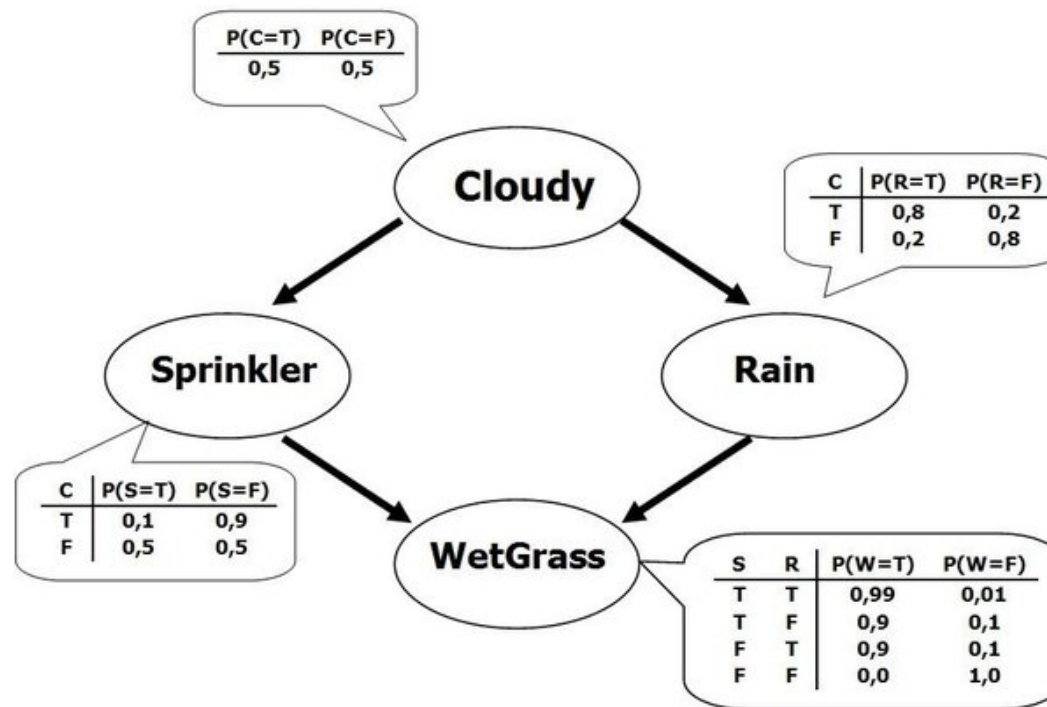 P(C=T) P(C=F)
0,5 0,5
Cloudy
C P(R=T) P(R=F)
T 0,8 0,2
F 0,2 0,8
Sprinkler
Rain
C P(S=T) P(S=F)
T 0,1 0,9
F 0,5 0,5
WetGrass
S R P(W=T) P(W=F)
T T 0,99 0,01
T F 0,9 0,1
F T 0,9 0,1
F F 0,0 1,0